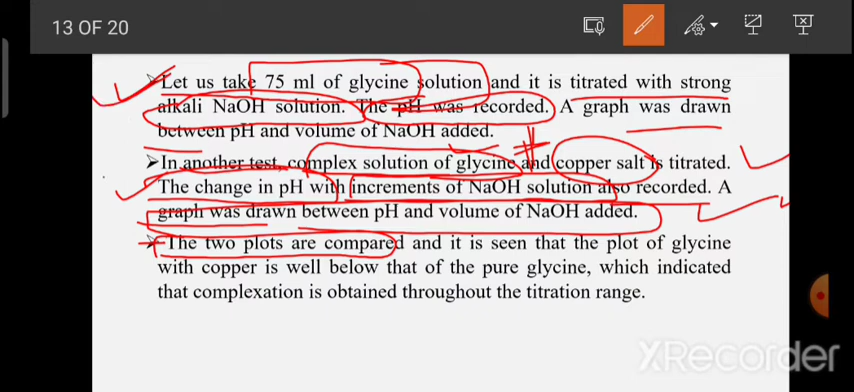 13 OF 20
➢Let us take 75 ml of glycine solution and it is titrated with strong
alkali NaOH solution. The pH was recorded. A graph was drawn
between pH and volume of NaOH added.
➢In another test, complex solution of glycine and copper salt is titrated.
The change in pH with increments of NaOH solution also recorded. A
graph was drawn between pH and volume of NaOH added.
➢The two plots are compared and it is seen that the plot of glycine
with copper is well below that of the pure glycine, which indicated
that complexation is obtained throughout the titration range.
XRecorder